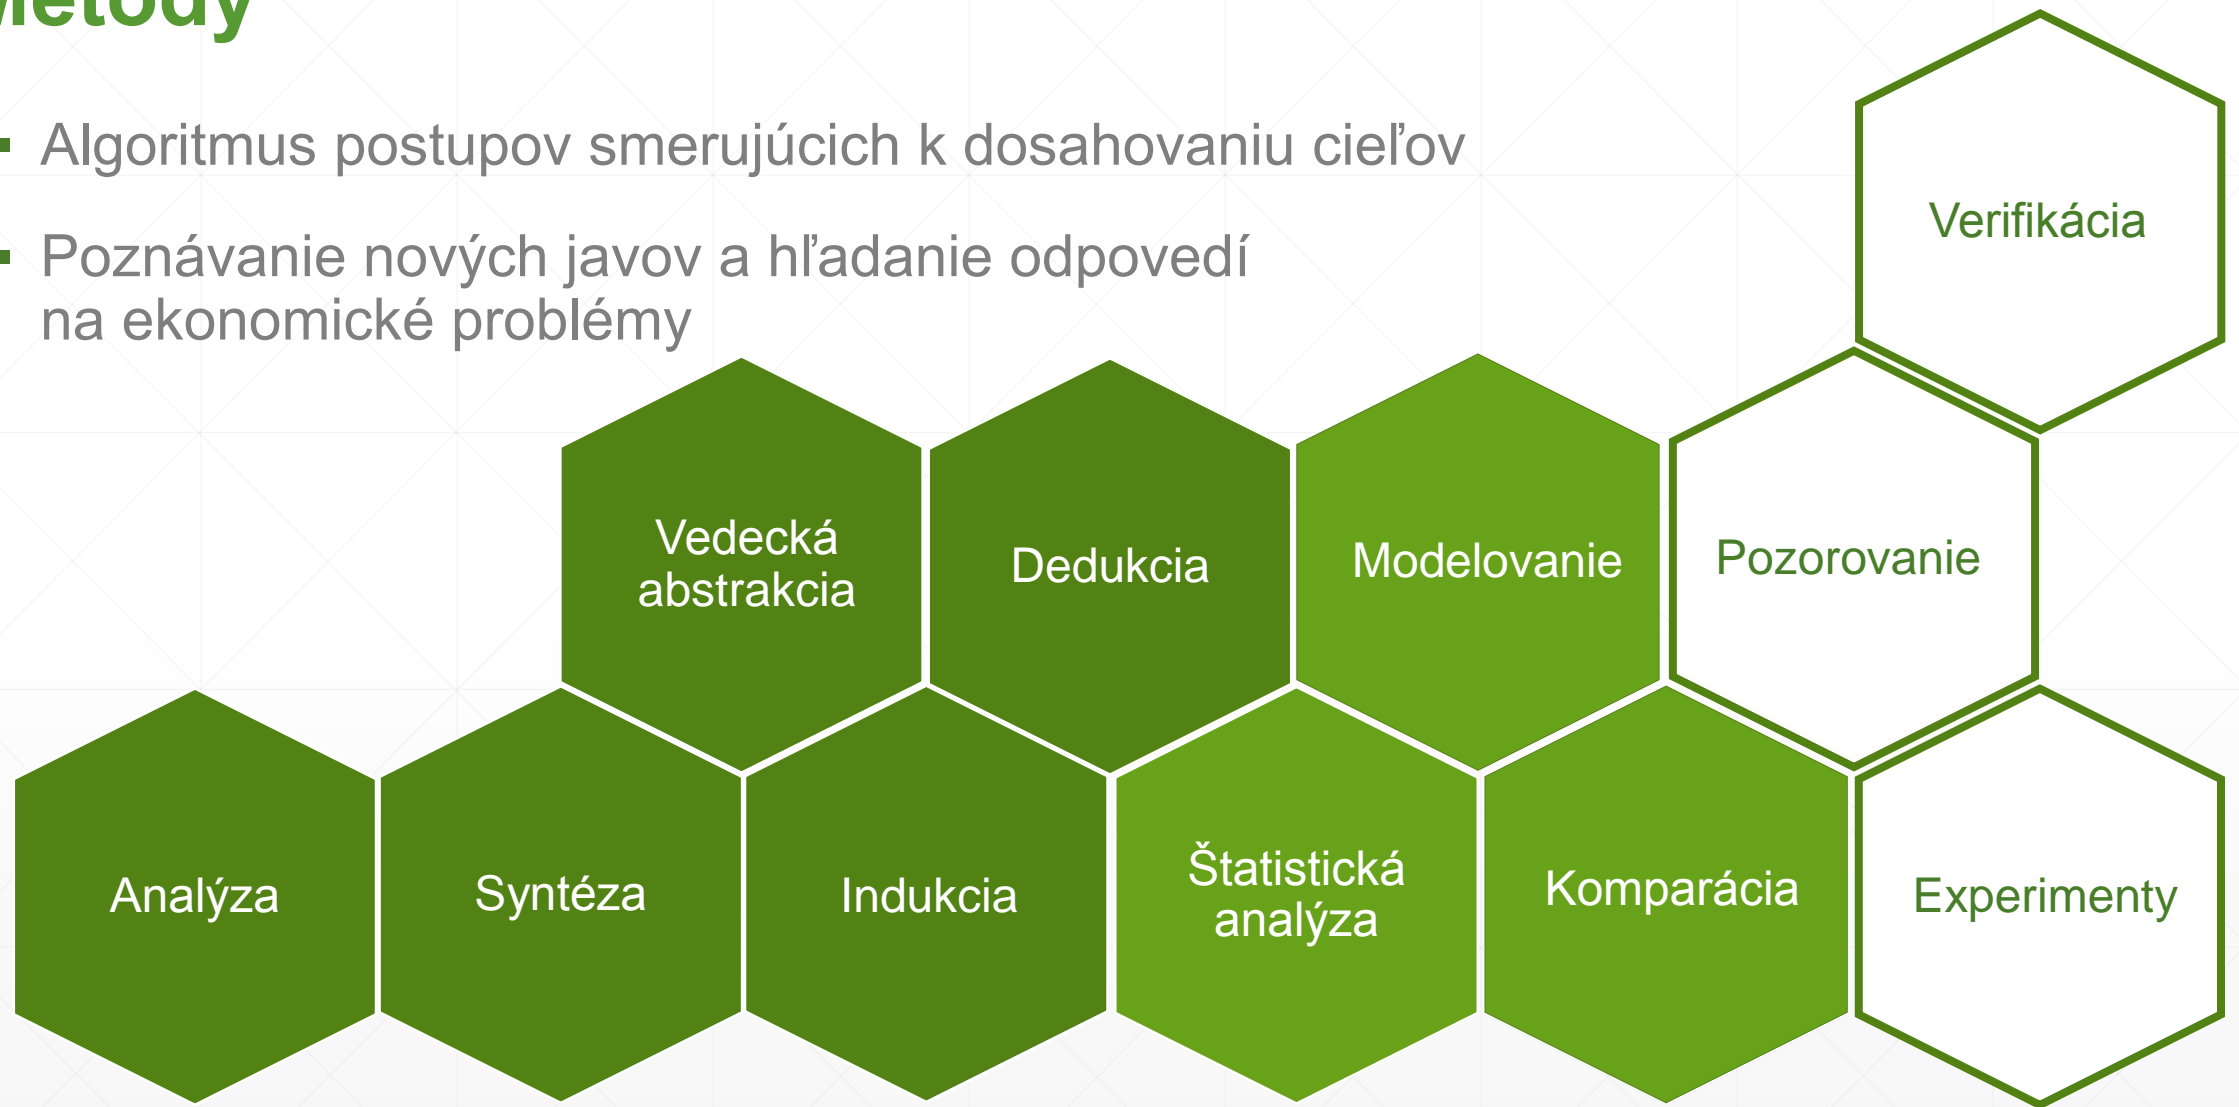 Metody
Algoritmus postupov smerujúcich k dosahovaniu cieľov
Poznávanie nových javov a hľadanie odpovedí
na ekonomické problémy
Verifikácia
Vedecká
abstrakcia
Dedukcia
Modelovanie
Pozorovanie
Analýza
Syntéza
Indukcia
Štatistická
analýza
Komparácia
Experimenty